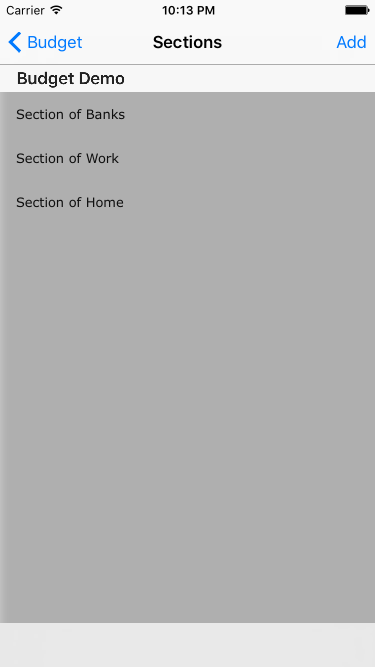 Carrier 10:13 PM
Budget Sections Add
Budget Demo
Section of Banks
Section of Work
Section of Home